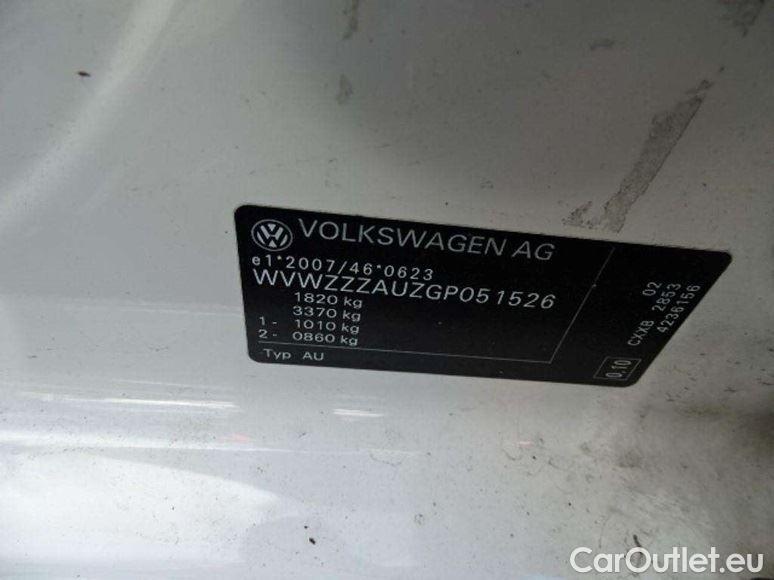 VOLKSWAGEN AG
e1*2007/46*0623
WVWZZZAUZGP051526
1820 kg
3370 kg
1- 1010 kg
2- 0860 kg
Typ AU
0,10
02
CXXB 2853
4236156
CarOutlet.eu